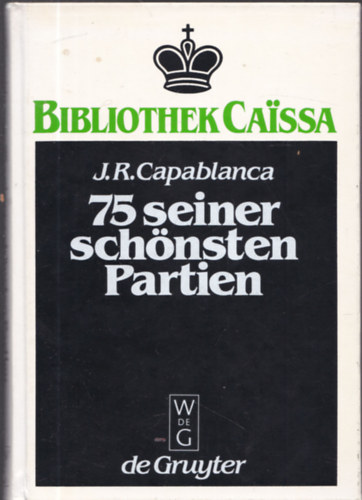 BIBLIOTHEK CAÏSSA
J.R.Capablanca
75 seiner
schönsten
Partien
W
DE
G
de Gruyter